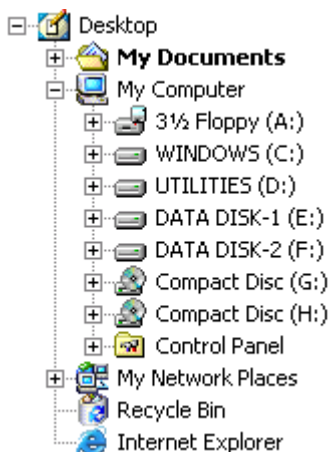 Desktop
My Documents
My Computer
3½ Floppy (A:)
WINDOWS (C:)
UTILITIES (D:)
DATA DISK-1 (E:)
DATA DISK-2 (F:)
Compact Disc (G:)
Compact Disc (H:)
Control Panel
My Network Places
Recycle Bin
Internet Explorer